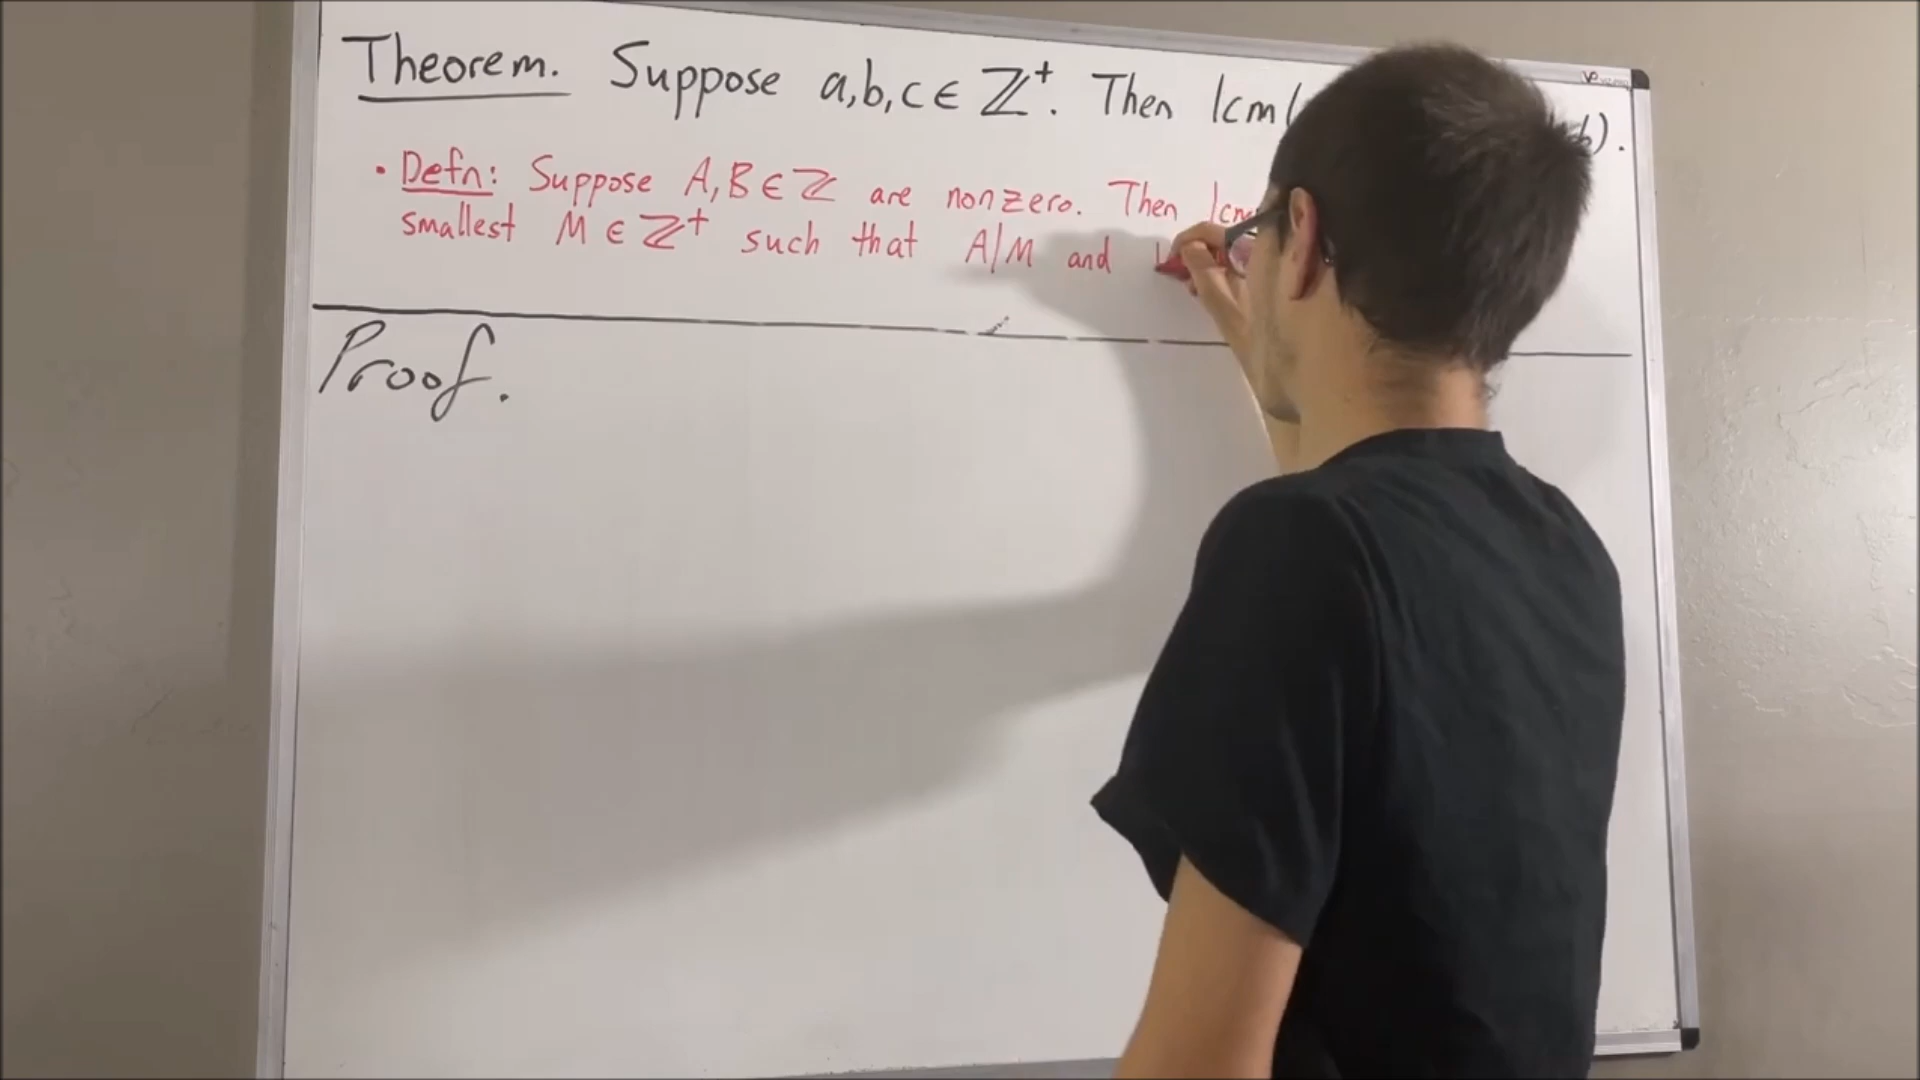 Theorem. Suppose a,b,c ∈ ℤ⁺. Then lcm( b).
• Defn: Suppose A,B ∈ ℤ are nonzero. Then lcm
smallest M ∈ ℤ⁺ such that A|M and
Proof.